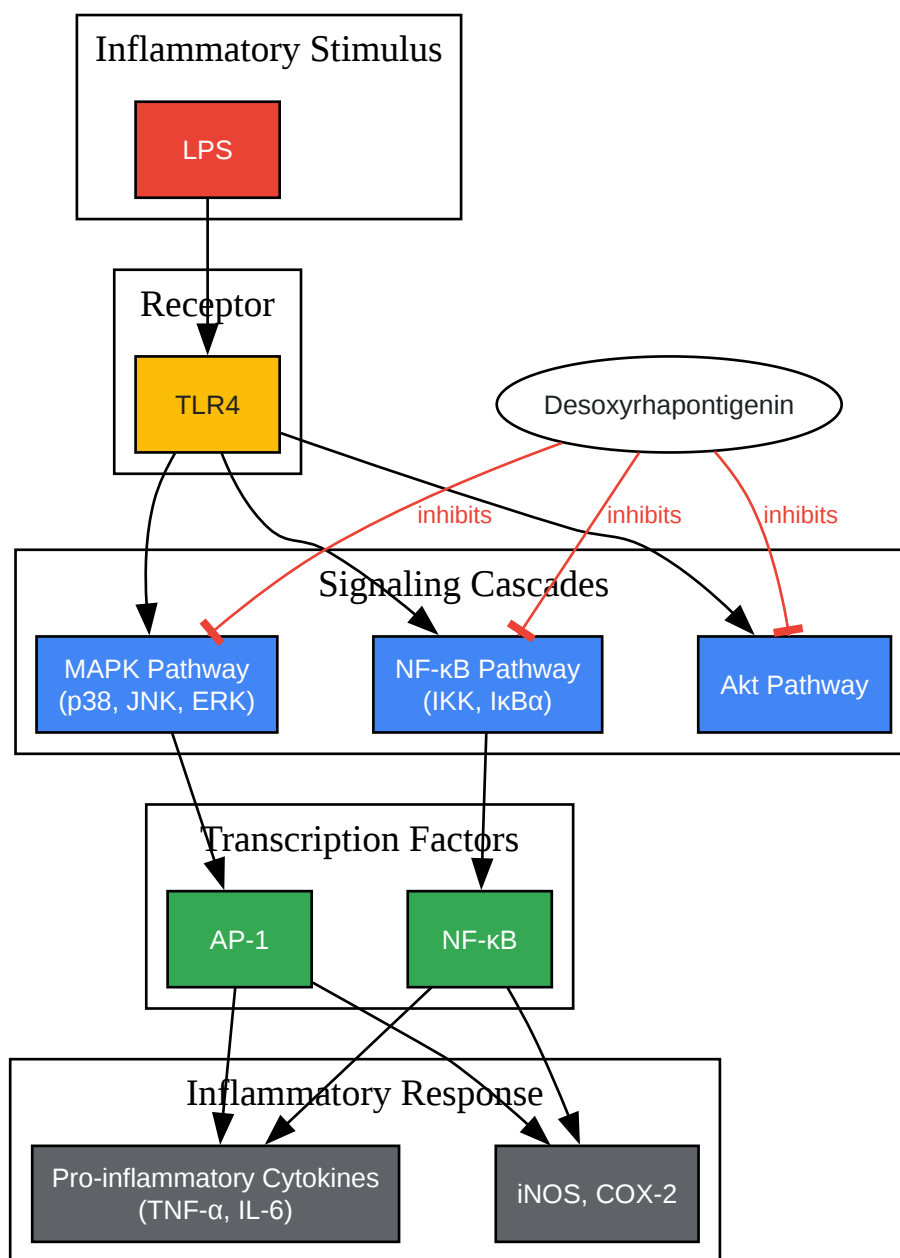 Inflammatory Stimulus
LPS
Receptor
TLR4
Desoxyrhapontigenin
inhibits
inhibits
inhibits
Signaling Cascades
MAPK Pathway
(p38, JNK, ERK)
NF-κB Pathway
(IKK, IκBα)
Akt Pathway
Transcription Factors
AP-1
NF-κB
Inflammatory Response
Pro-inflammatory Cytokines
(TNF-α, IL-6)
iNOS, COX-2